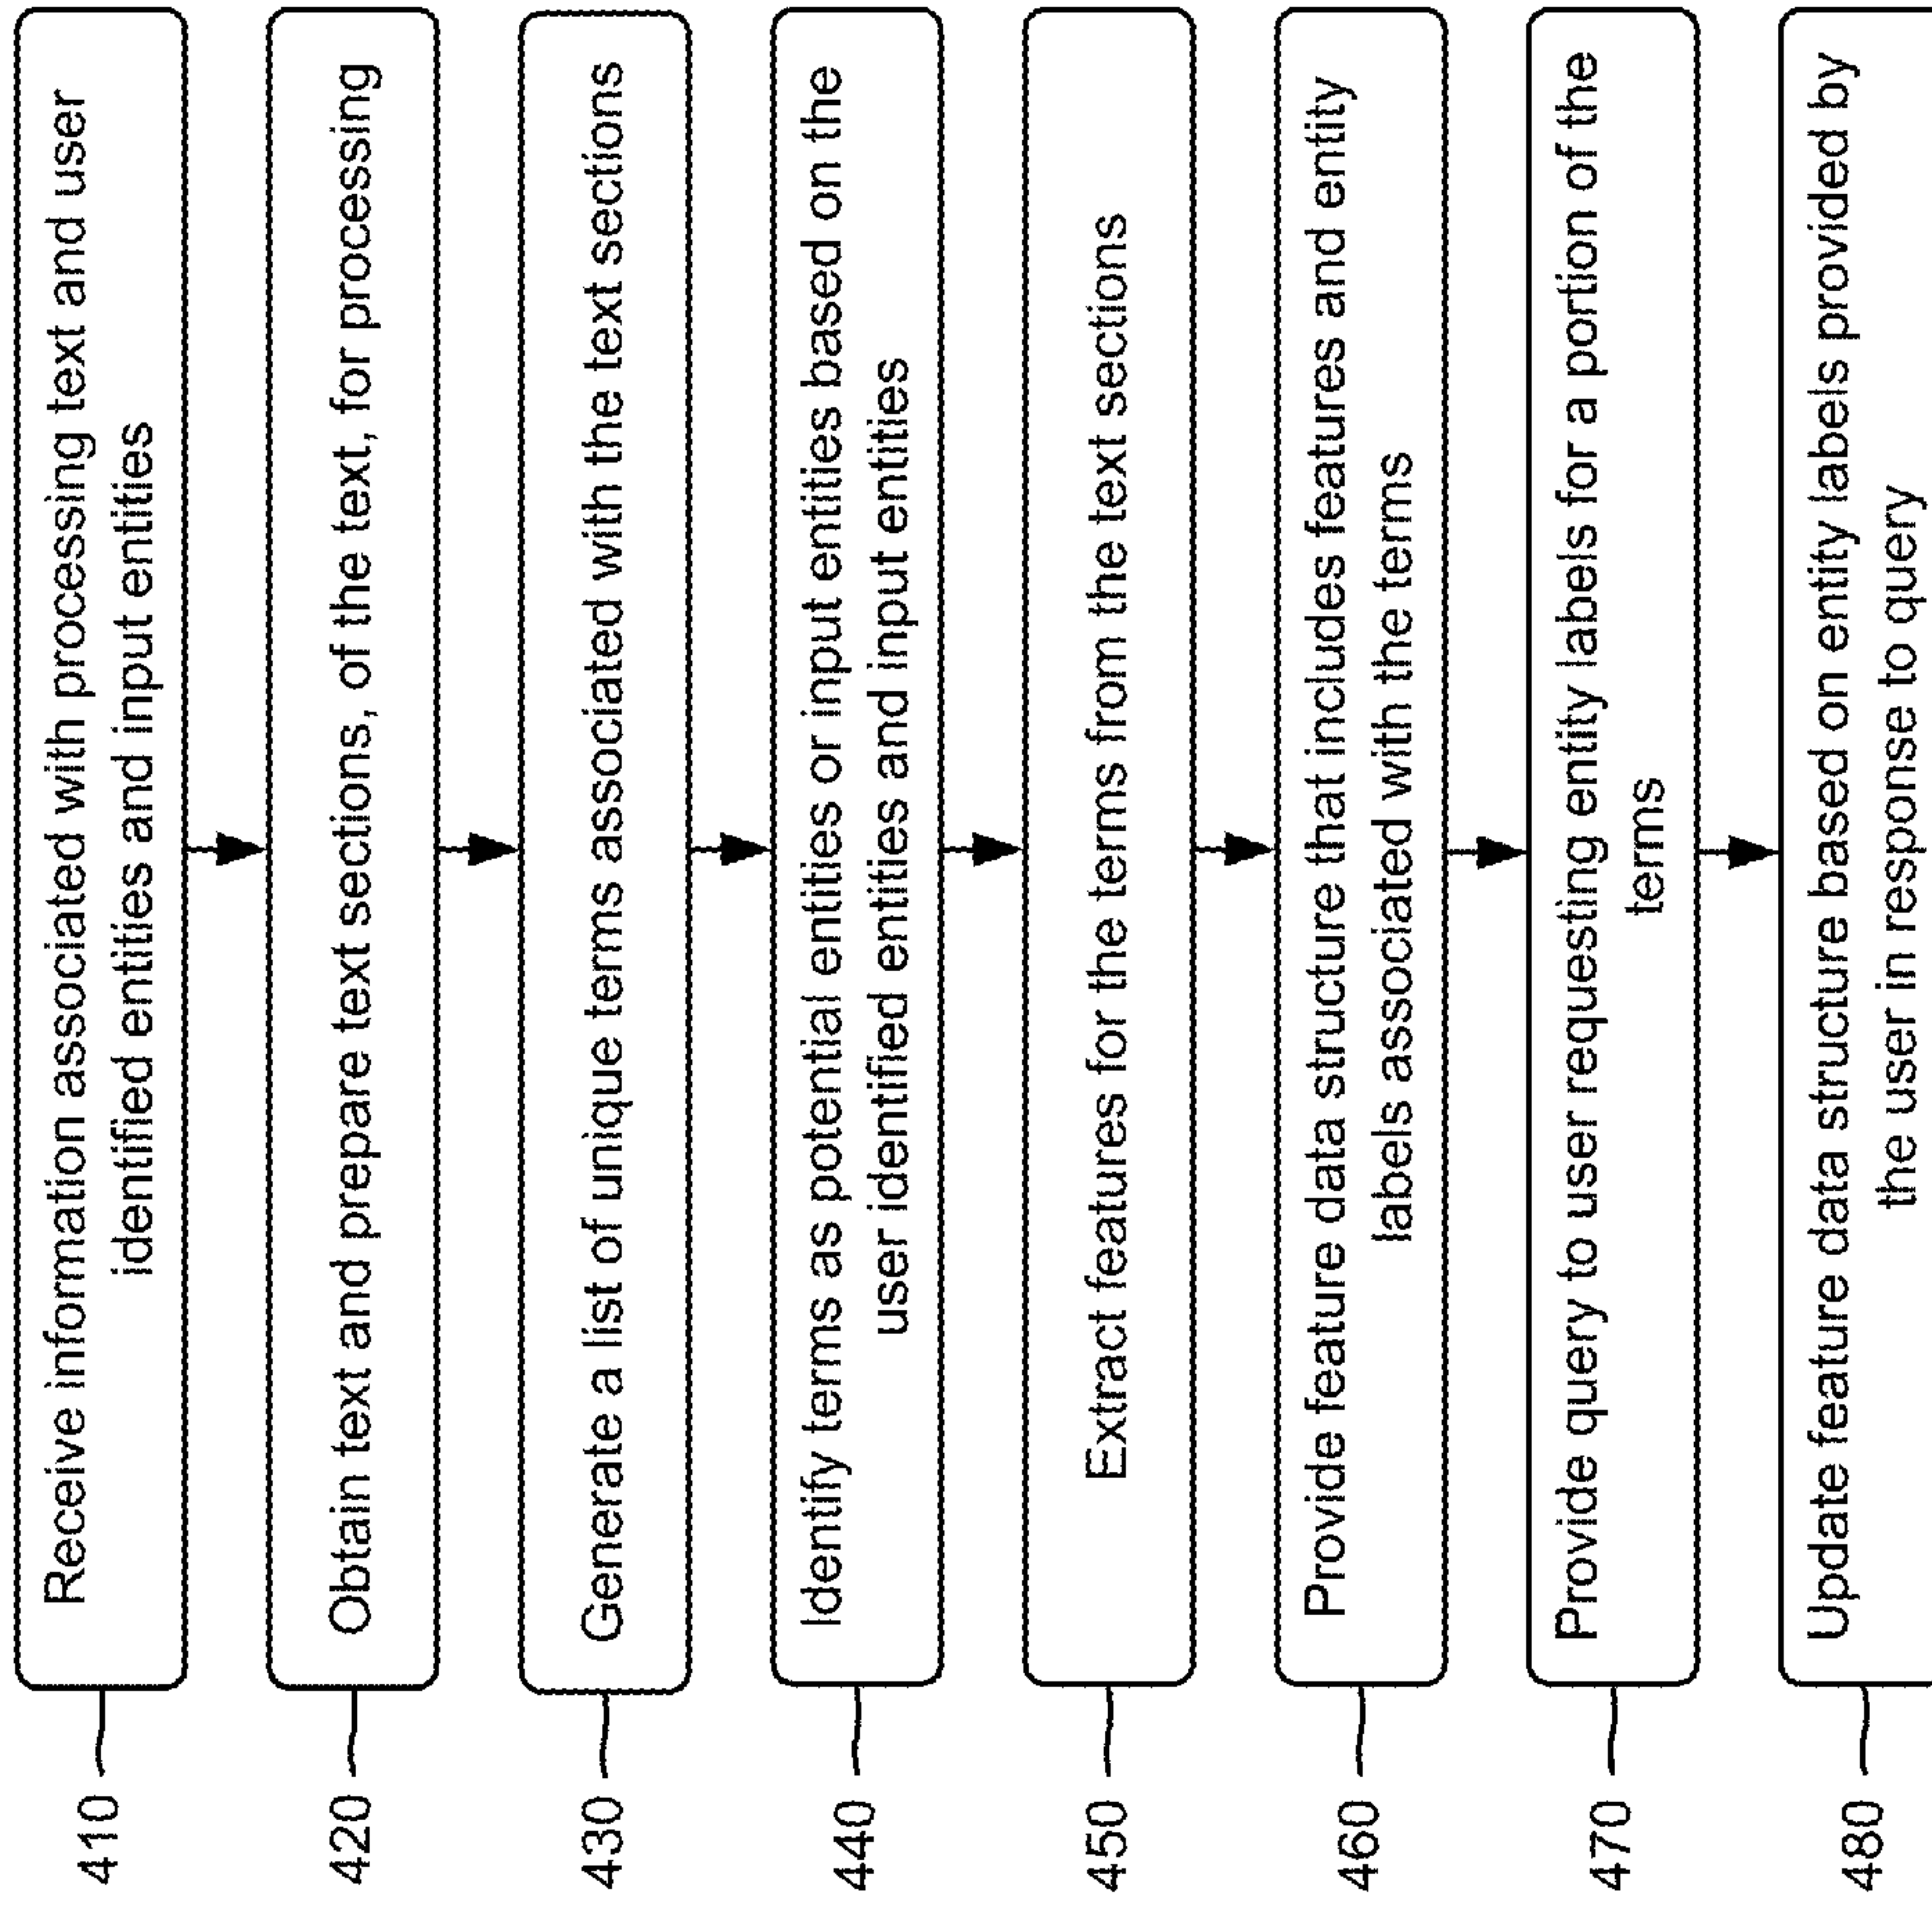 410
Receive information associated with processing text and user
identified entities and input entities
420
Obtain text and prepare text sections, of the text, for processing
430
Generate a list of unique terms associated with the text sections
440
Identify terms as potential entities or input entities based on the
user identified entities and input entities
450
Extract features for the terms from the text sections
460
Provide feature data structure that includes features and entity
labels associated with the terms
470
Provide query to user requesting entity labels for a portion of the
terms
480
Update feature data structure based on entity labels provided by
the user in response to query